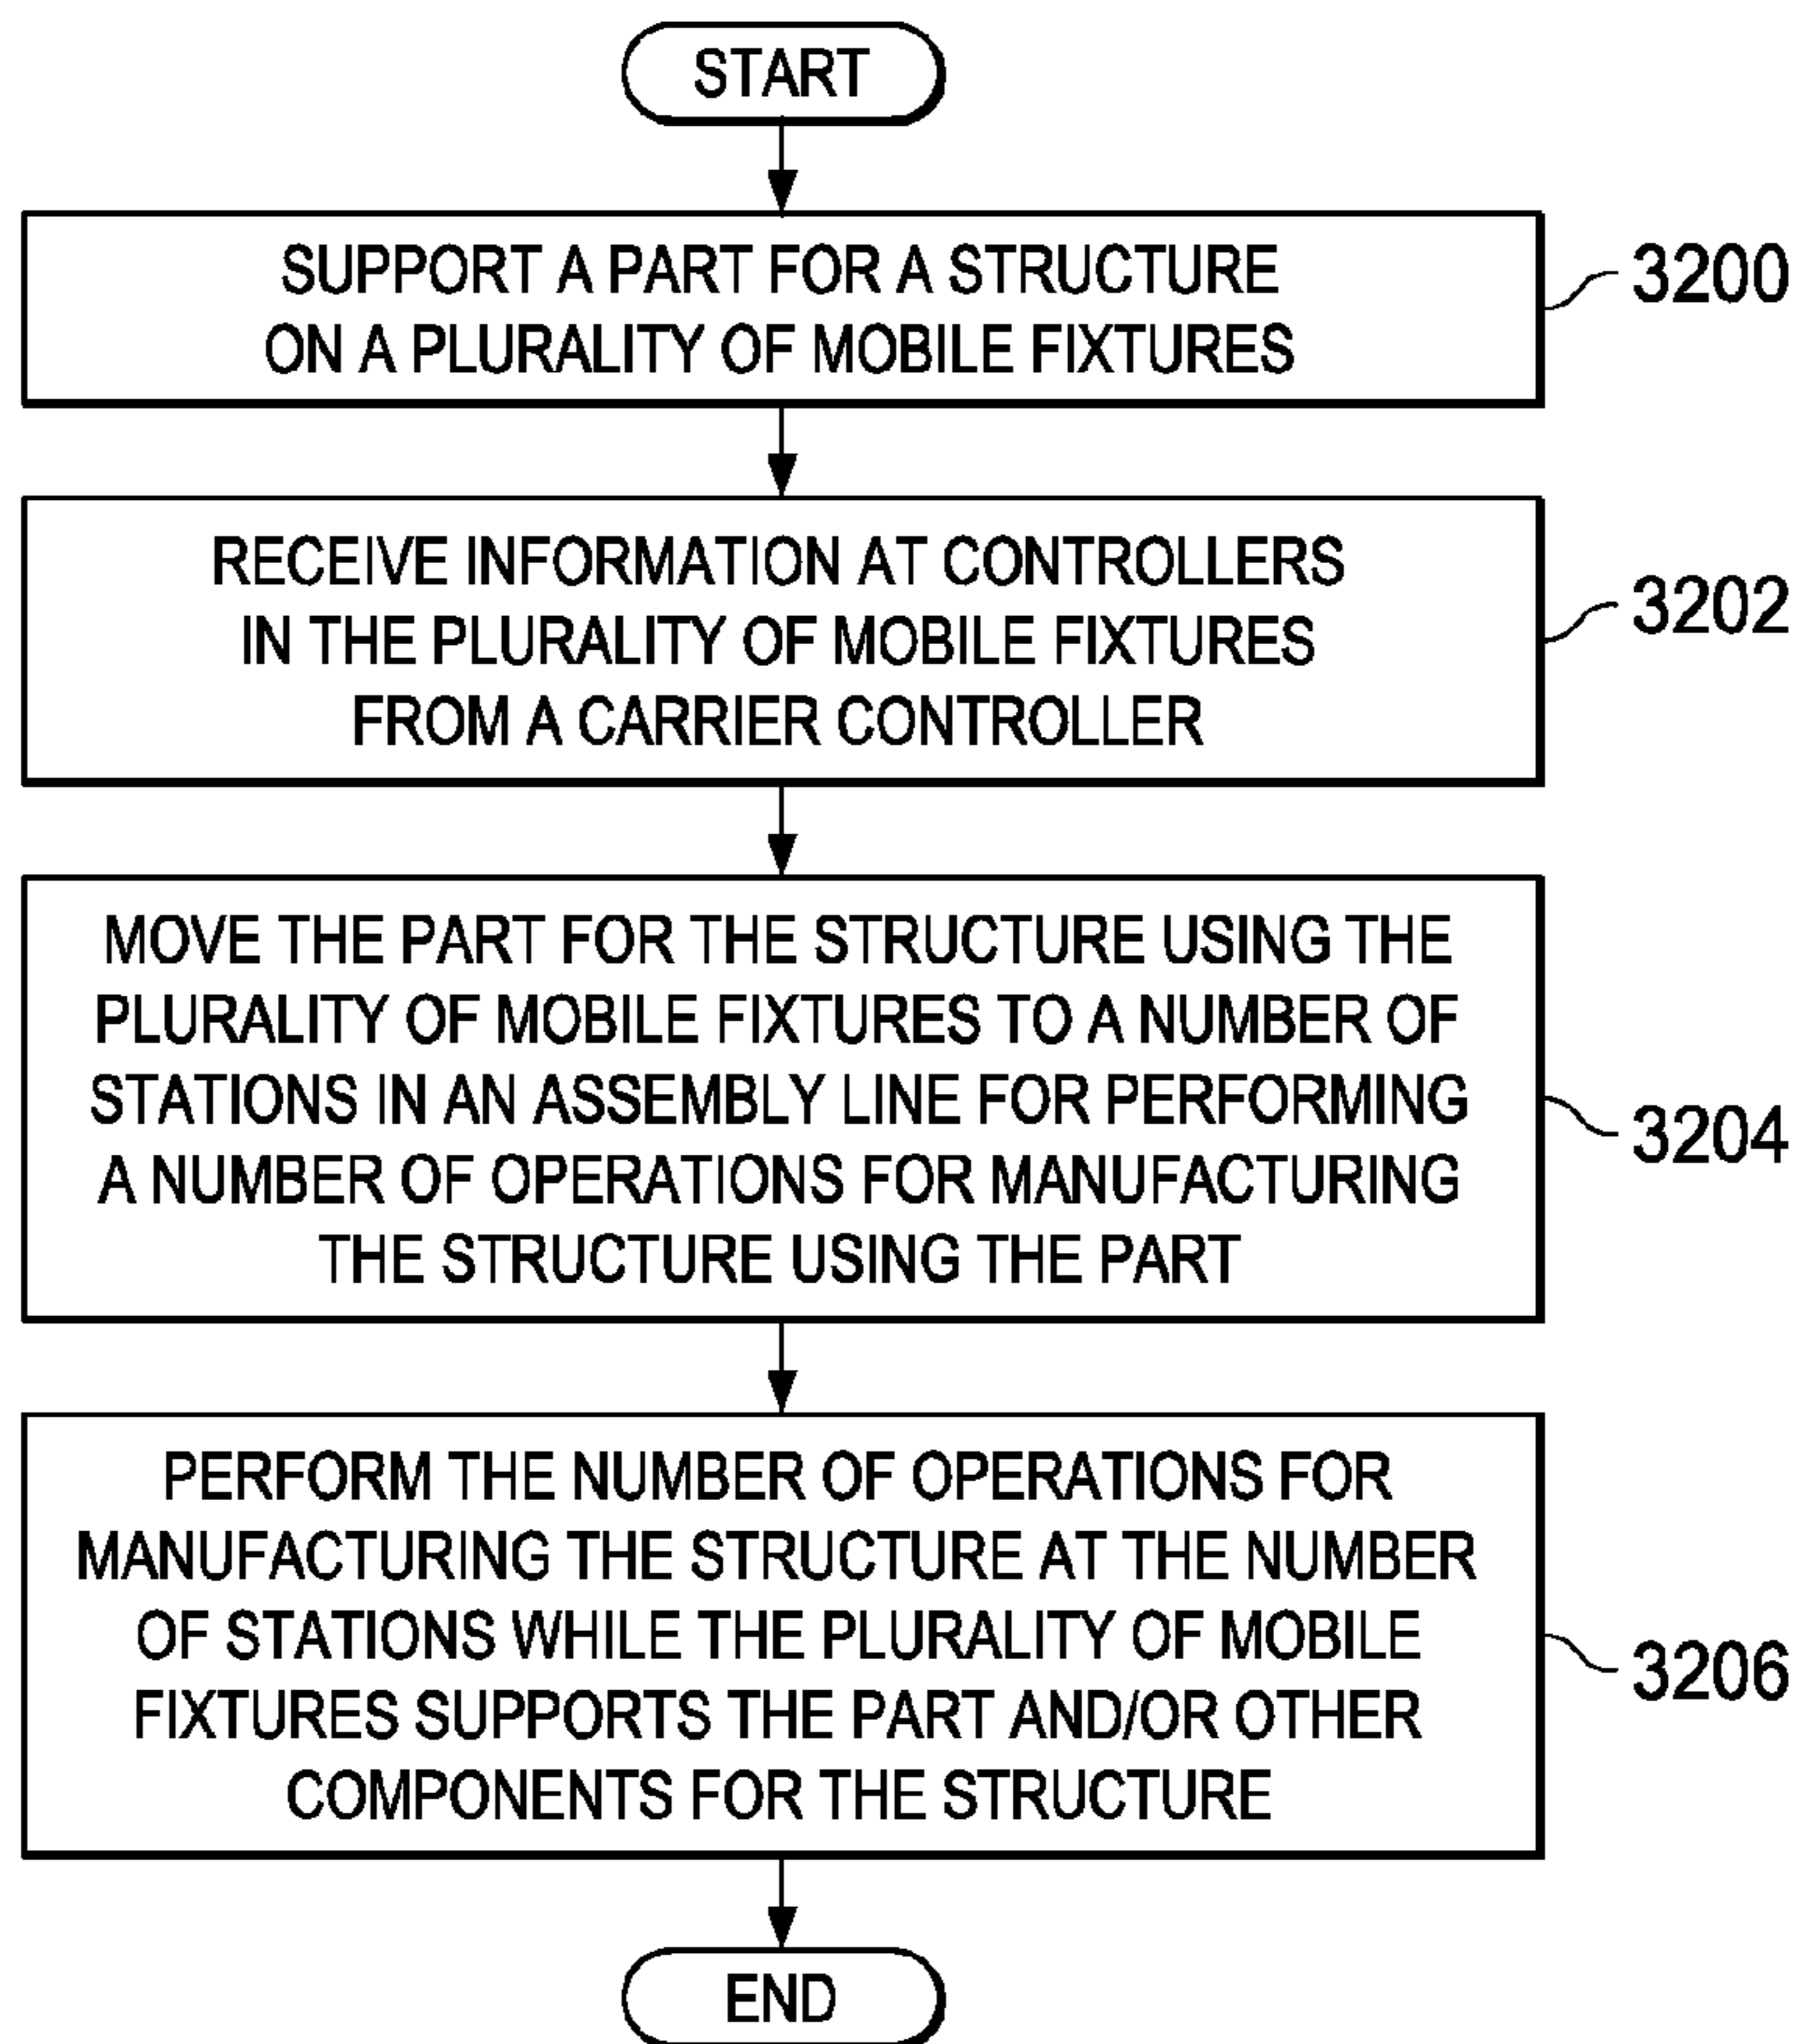 START
SUPPORT A PART FOR A STRUCTURE
ON A PLURALITY OF MOBILE FIXTURES
3200
RECEIVE INFORMATION AT CONTROLLERS
IN THE PLURALITY OF MOBILE FIXTURES
FROM A CARRIER CONTROLLER
3202
MOVE THE PART FOR THE STRUCTURE USING THE
PLURALITY OF MOBILE FIXTURES TO A NUMBER OF
STATIONS IN AN ASSEMBLY LINE FOR PERFORMING
A NUMBER OF OPERATIONS FOR MANUFACTURING
THE STRUCTURE USING THE PART
3204
PERFORM THE NUMBER OF OPERATIONS FOR
MANUFACTURING THE STRUCTURE AT THE NUMBER
OF STATIONS WHILE THE PLURALITY OF MOBILE
FIXTURES SUPPORTS THE PART AND/OR OTHER
COMPONENTS FOR THE STRUCTURE
3206
END